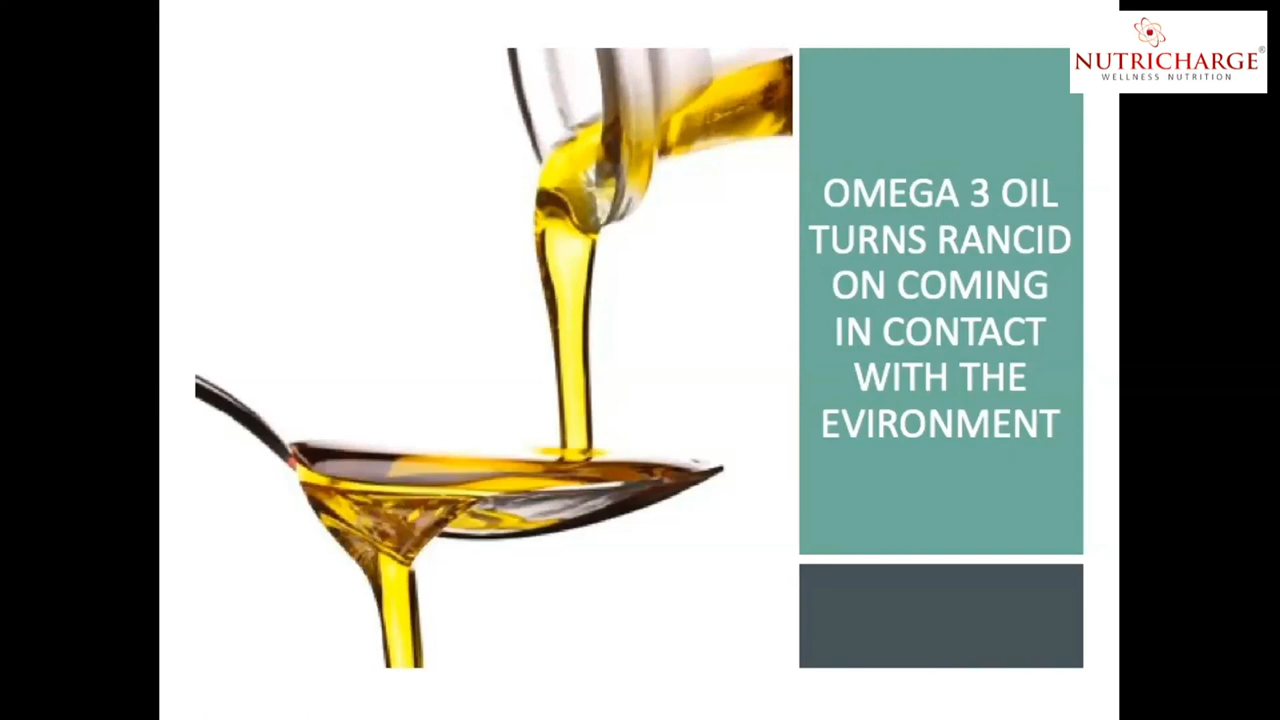 NUTRICHARGE®
WELLNESS NUTRITION
OMEGA 3 OIL
TURNS RANCID
ON COMING
IN CONTACT
WITH THE
EVIRONMENT